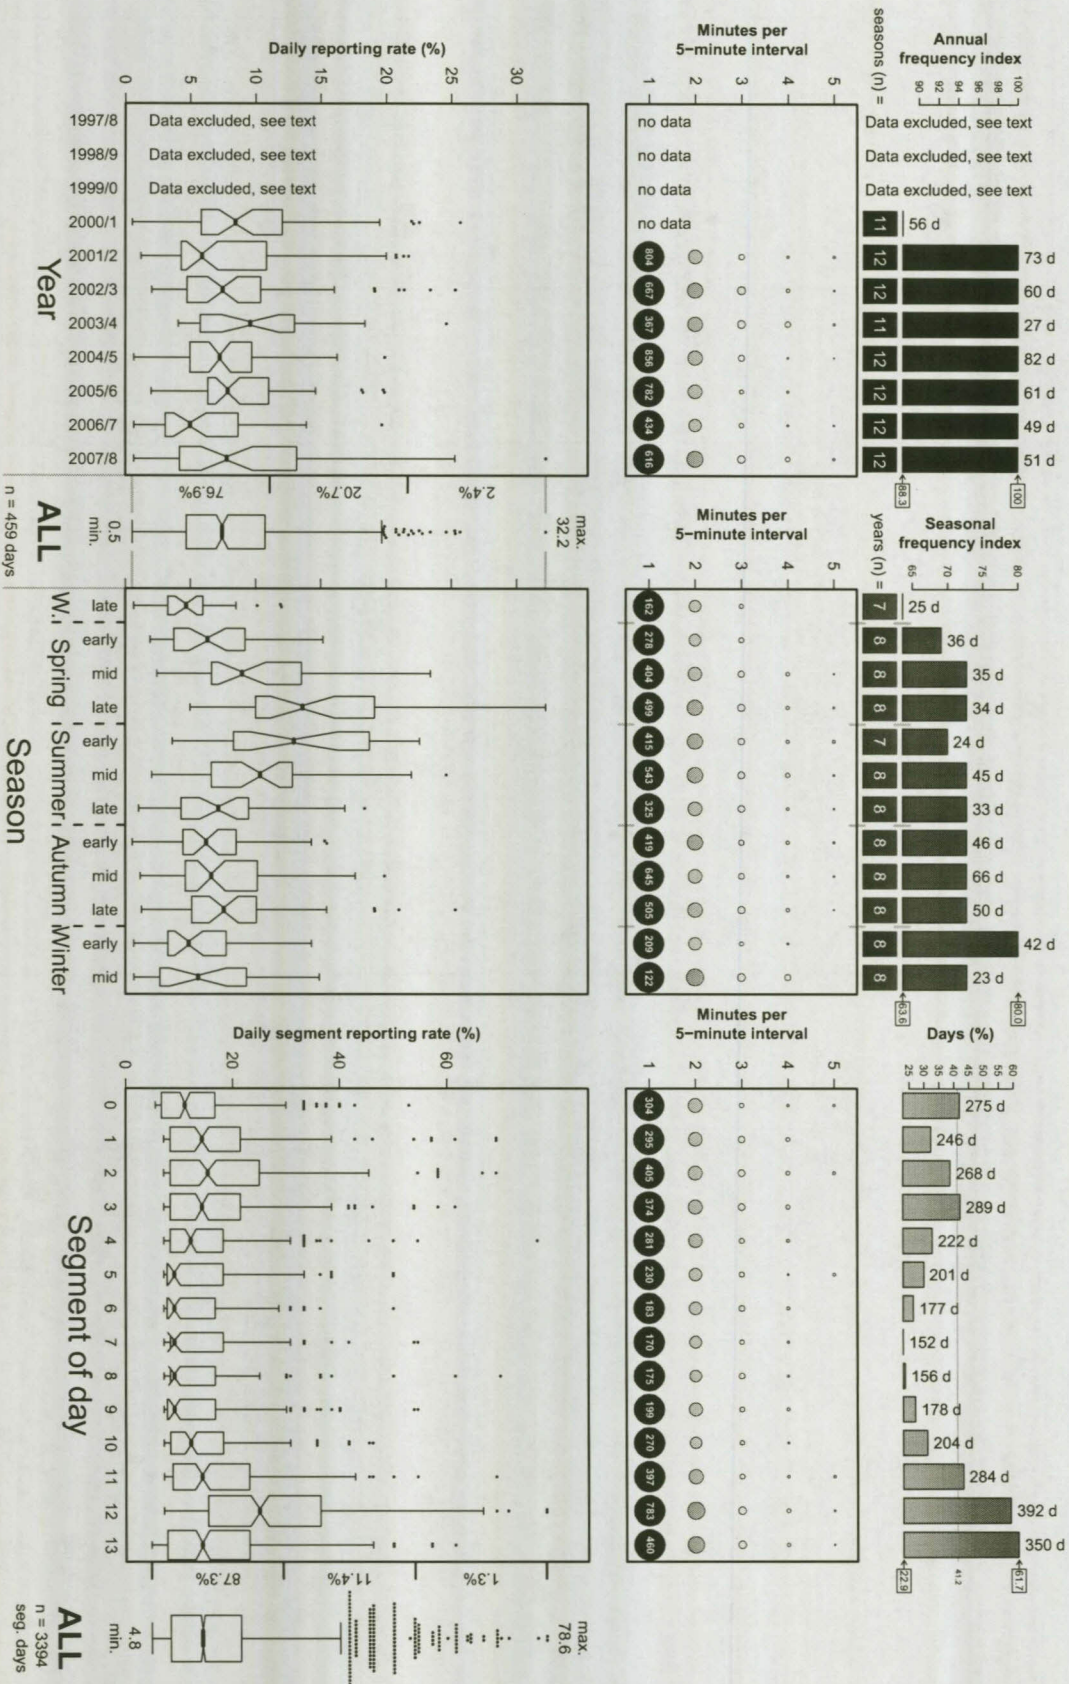 Annual
frequency index
90 92 94 96 98 100
seasons (n) =
Data excluded, see text
Data excluded, see text
Data excluded, see text
11 56 d
12 73 d
12 60 d
11 27 d
12 82 d
12 61 d
12 49 d
12 51 d
88.3
100
Minutes per
5−minute interval
1 2 3 4 5
no data
no data
no data
no data
804
667
367
856
782
434
616
Daily reporting rate (%)
0 5 10 15 20 25 30
1997/8 Data excluded, see text
1998/9 Data excluded, see text
1999/0 Data excluded, see text
2000/1
2001/2
2002/3
2003/4
2004/5
2005/6
2006/7
2007/8
Year
76.9%
20.7%
2.4%
max.
32.2
0.5
min.
ALL
n = 459 days
Seasonal
frequency index
65 70 75 80
years (n) =
7 25 d
8 36 d
8 35 d
8 34 d
7 24 d
8 45 d
8 33 d
8 46 d
8 66 d
8 50 d
8 42 d
8 23 d
63.6
80.0
Minutes per
5−minute interval
1 2 3 4 5
162
278
404
499
415
543
325
419
645
505
209
122
late
early
mid
late
early
mid
late
early
mid
late
early
mid
W.
Spring
Summer
Autumn
Winter
Season
Days (%)
25 30 35 40 45 50 55 60
275 d
246 d
268 d
289 d
222 d
201 d
177 d
152 d
156 d
178 d
204 d
284 d
392 d
350 d
22.9
41.2
61.7
Minutes per
5−minute interval
1 2 3 4 5
304
295
405
374
281
230
183
170
175
199
270
397
783
460
Daily segment reporting rate (%)
0 20 40 60
0
1
2
3
4
5
6
7
8
9
10
11
12
13
Segment of day
87.3%
11.4%
1.3%
max.
78.6
4.8
min.
ALL
n = 3394
seg. days